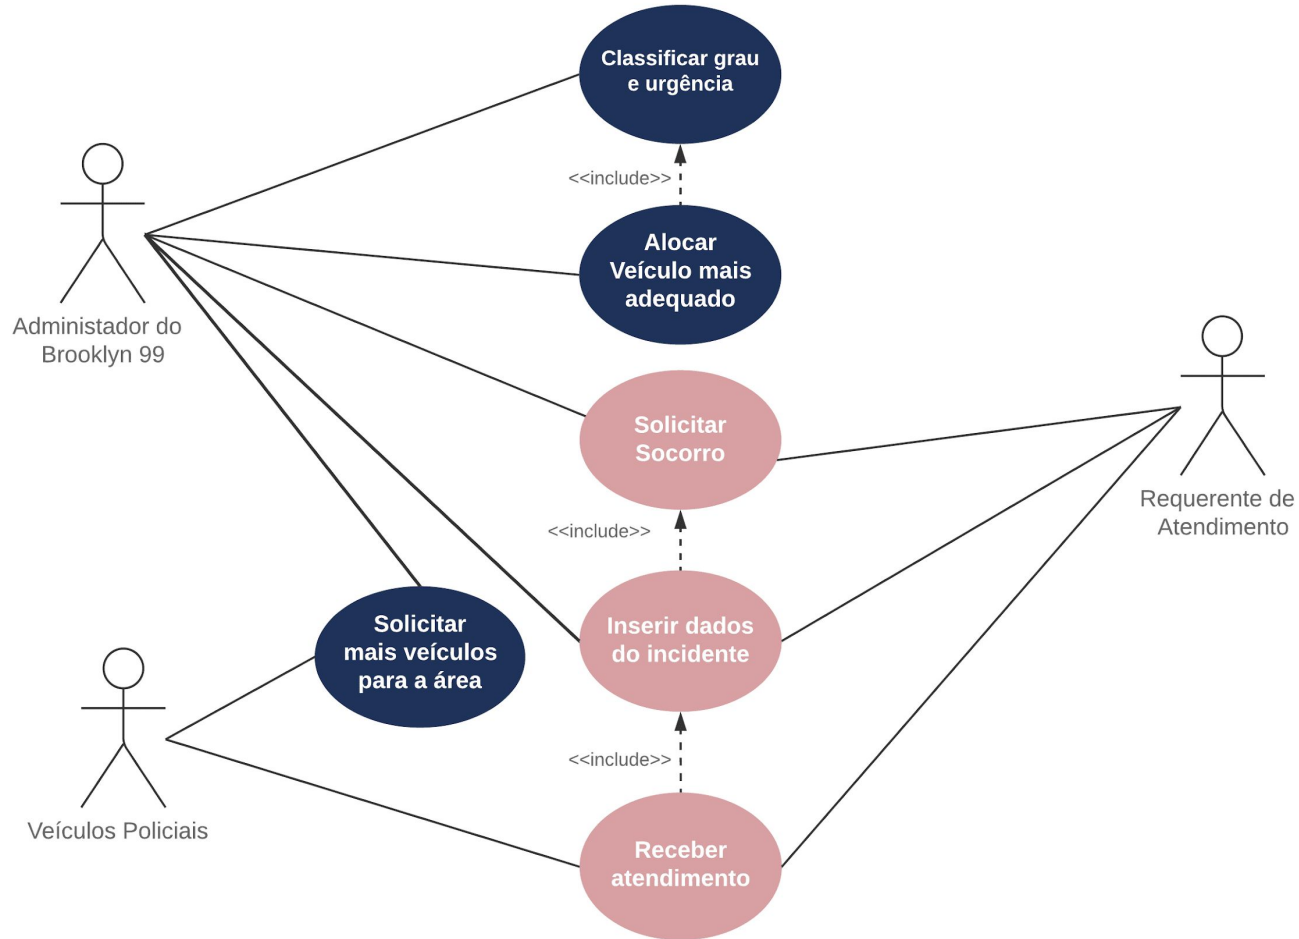 Classificar grau
e urgência
<<include>>
Alocar
Veículo mais
adequado
Administador do
Brooklyn 99
Solicitar
Socorro
Requerente de
Atendimento
<<include>>
Solicitar
mais veículos
para a área
Inserir dados
do incidente
<<include>>
Veículos Policiais
Receber
atendimento